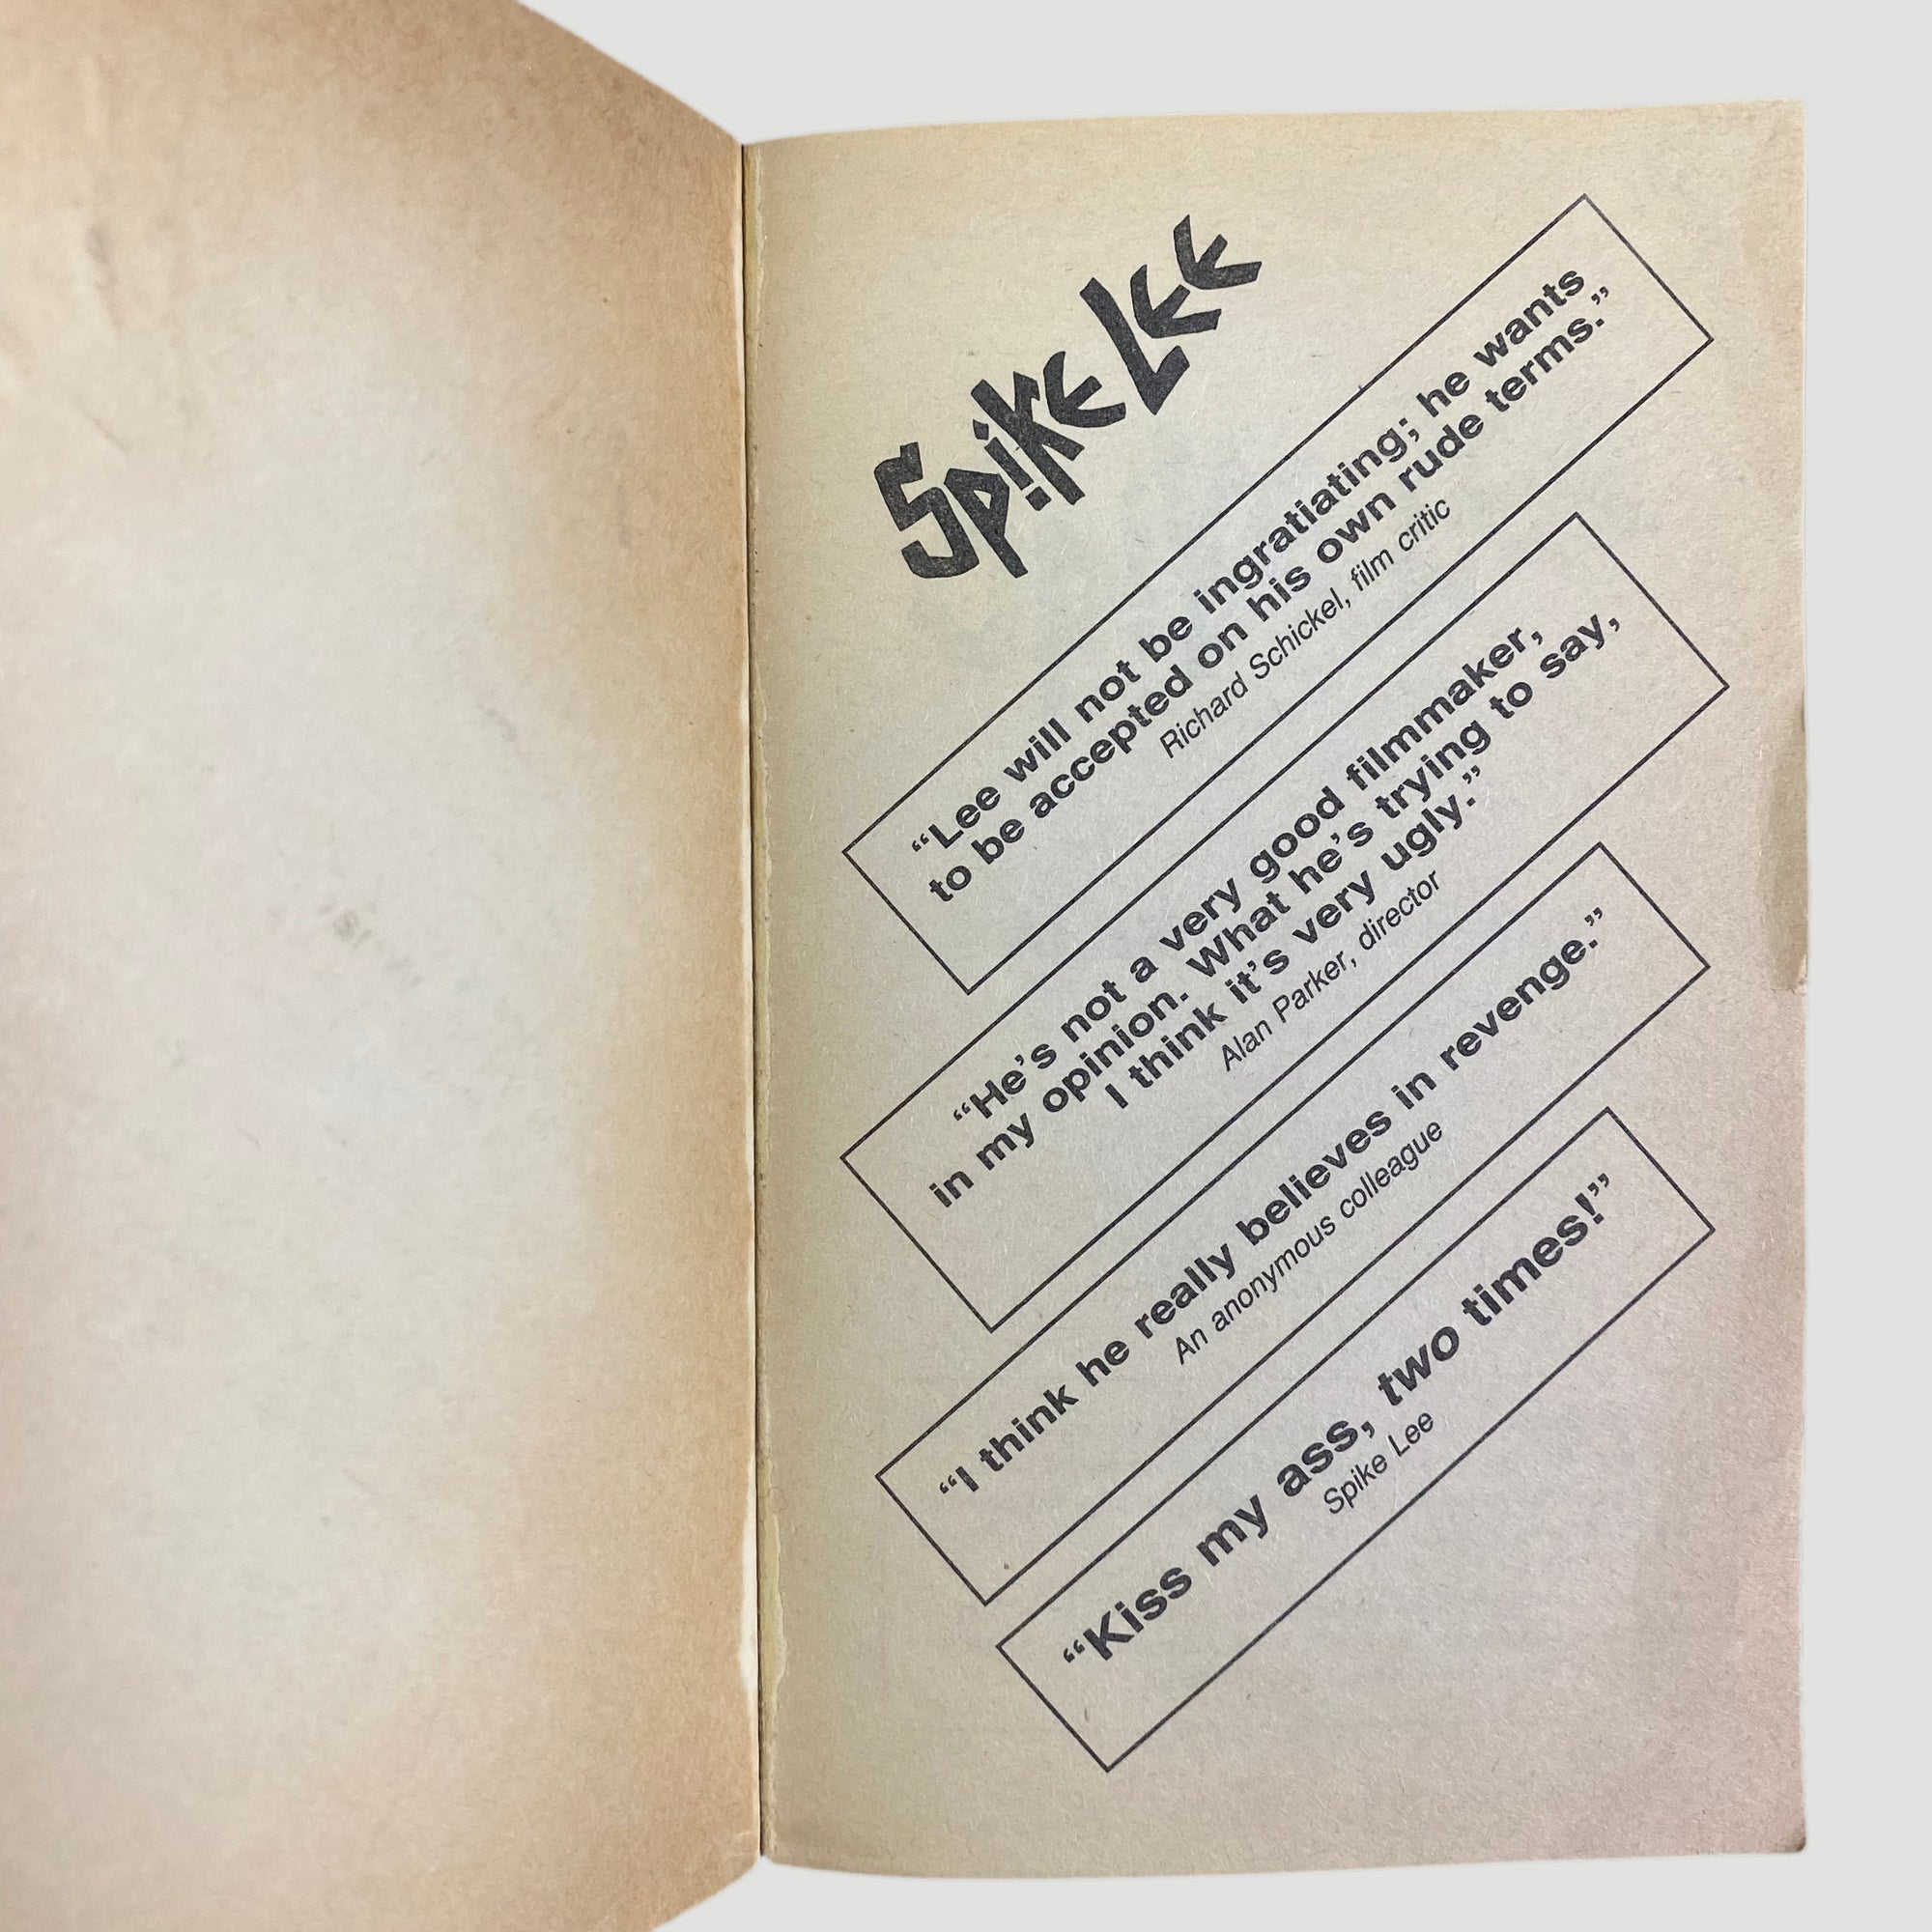 Spike Lee
“Lee will not be ingratiating; he wants
to be accepted on his own rude terms.”
Richard Schickel, film critic
“He’s not a very good filmmaker,
in my opinion. What he’s trying to say,
I think it’s very ugly.”
Alan Parker, director
“I think he really believes in revenge.”
An anonymous colleague
“Kiss my ass, two times!”
Spike Lee